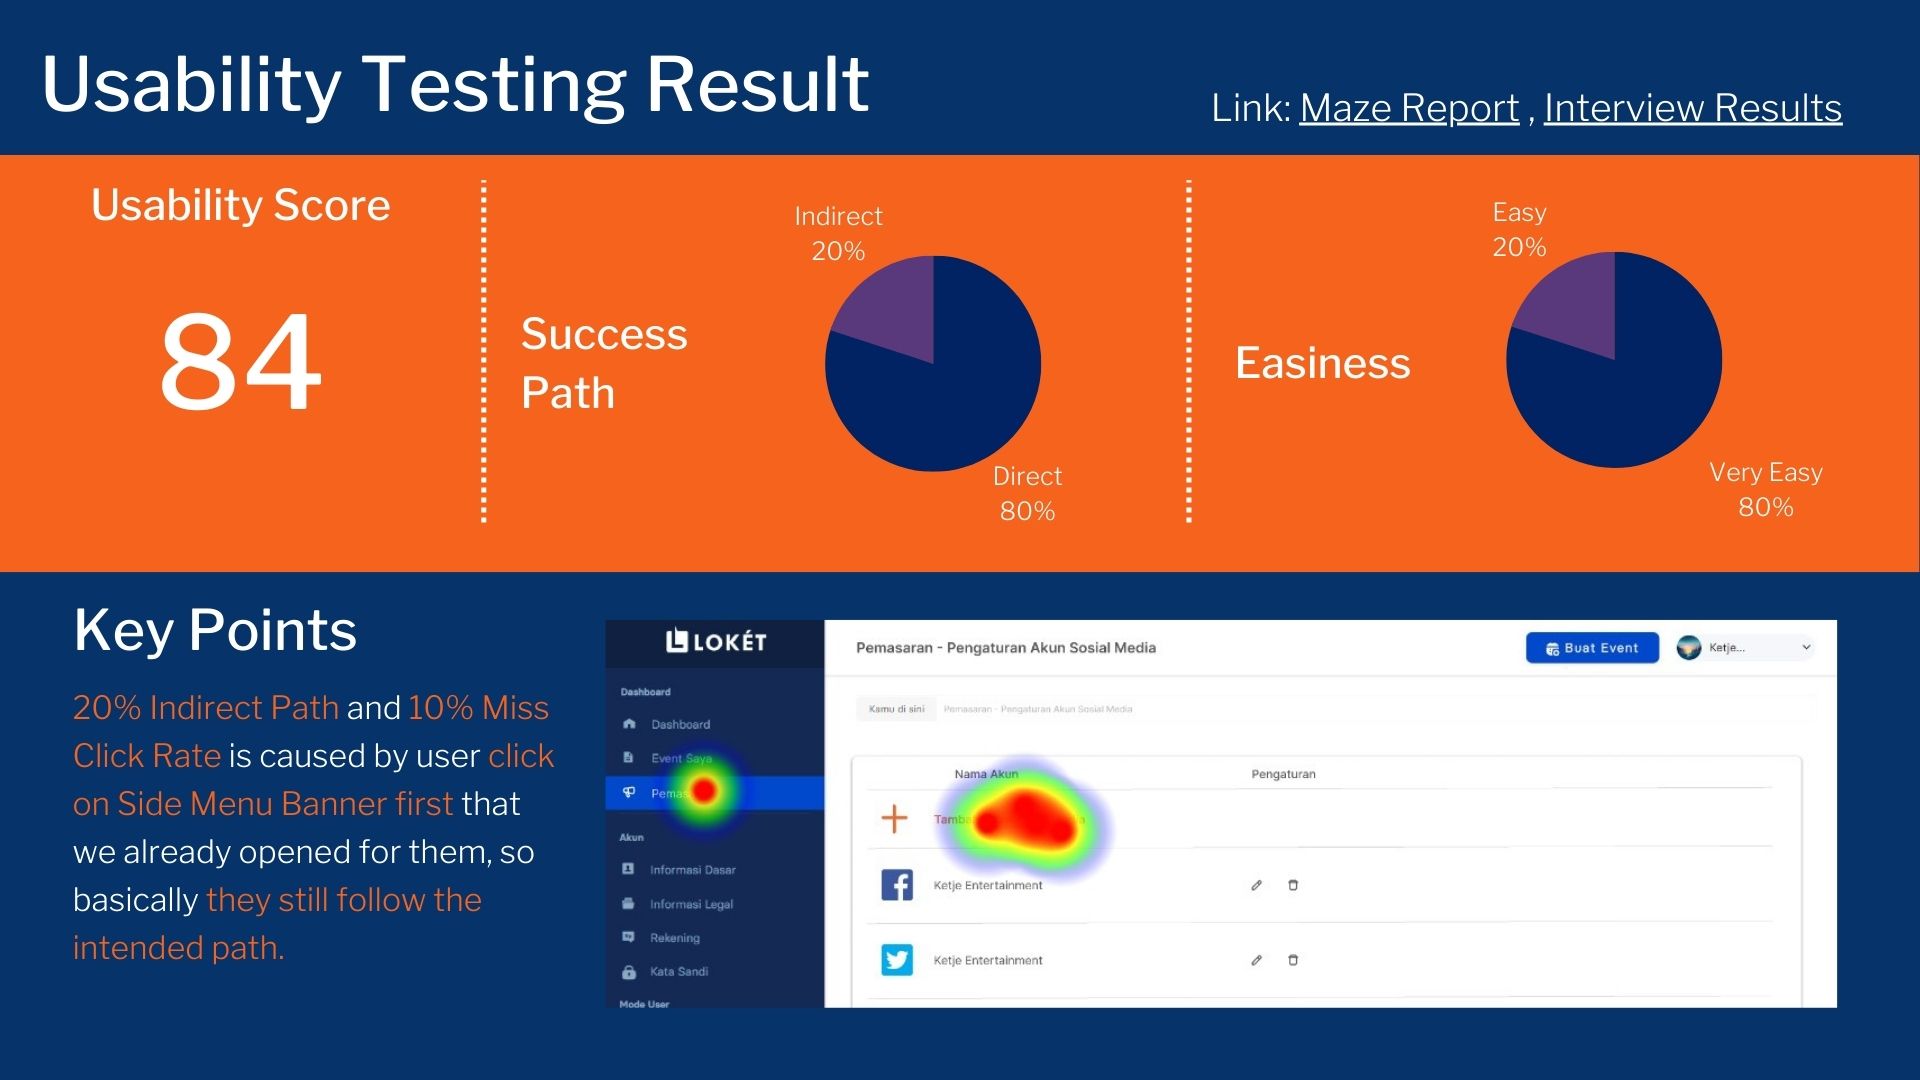 Usability Testing Result
Link: Maze Report , Interview Results
Usability Score
84
Success
Path
Indirect
20%
Direct
80%
Easiness
Easy
20%
Very Easy
80%
Key Points
20% Indirect Path and 10% Miss
Click Rate is caused by user click
on Side Menu Banner first that
we already opened for them, so
basically they still follow the
intended path.
LOKÉT
Dashboard
Dashboard
Event Saya
Akun
Informasi Dasar
Informasi Legal
Rekening
Kata Sandi
Mode User
Pemasaran - Pengaturan Akun Sosial Media
Buat Event
Ketje...
Kamu di sini
Pemasaran - Pengaturan Akun Sosial Media
Nama Akun
Pengaturan
Ketje Entertainment
Ketje Entertainment